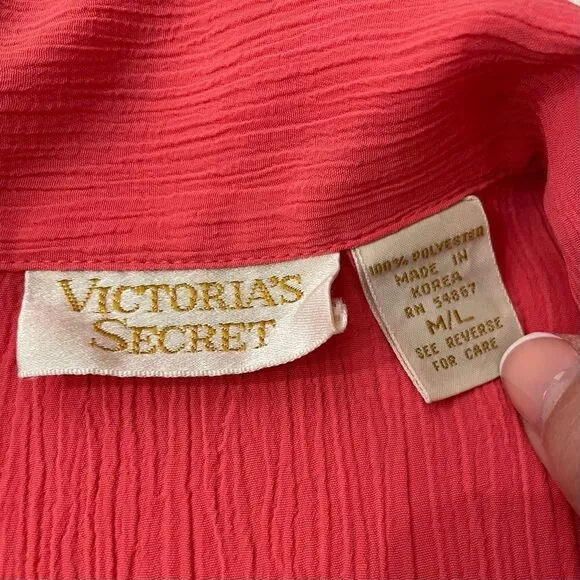 VICTORIA'S
SECRET
100% POLYESTER
MADE IN
KOREA
RN 54867
M/L
SEE REVERSE
FOR CARE